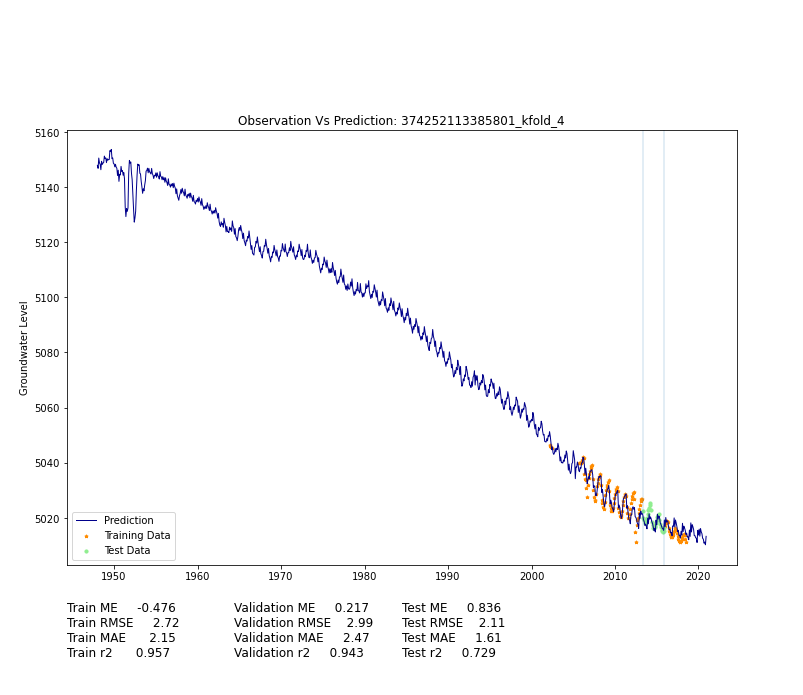 Observation Vs Prediction: 374252113385801_kfold_4
5160
5140
5120
5100
5080
5060
5040
5020
Groundwater Level
Prediction
Training Data
Test Data
1950 1960 1970 1980 1990 2000 2010 2020
Train ME -0.476 Validation ME 0.217 Test ME 0.836
Train RMSE 2.72 Validation RMSE 2.99 Test RMSE 2.11
Train MAE 2.15 Validation MAE 2.47 Test MAE 1.61
Train r2 0.957 Validation r2 0.943 Test r2 0.729